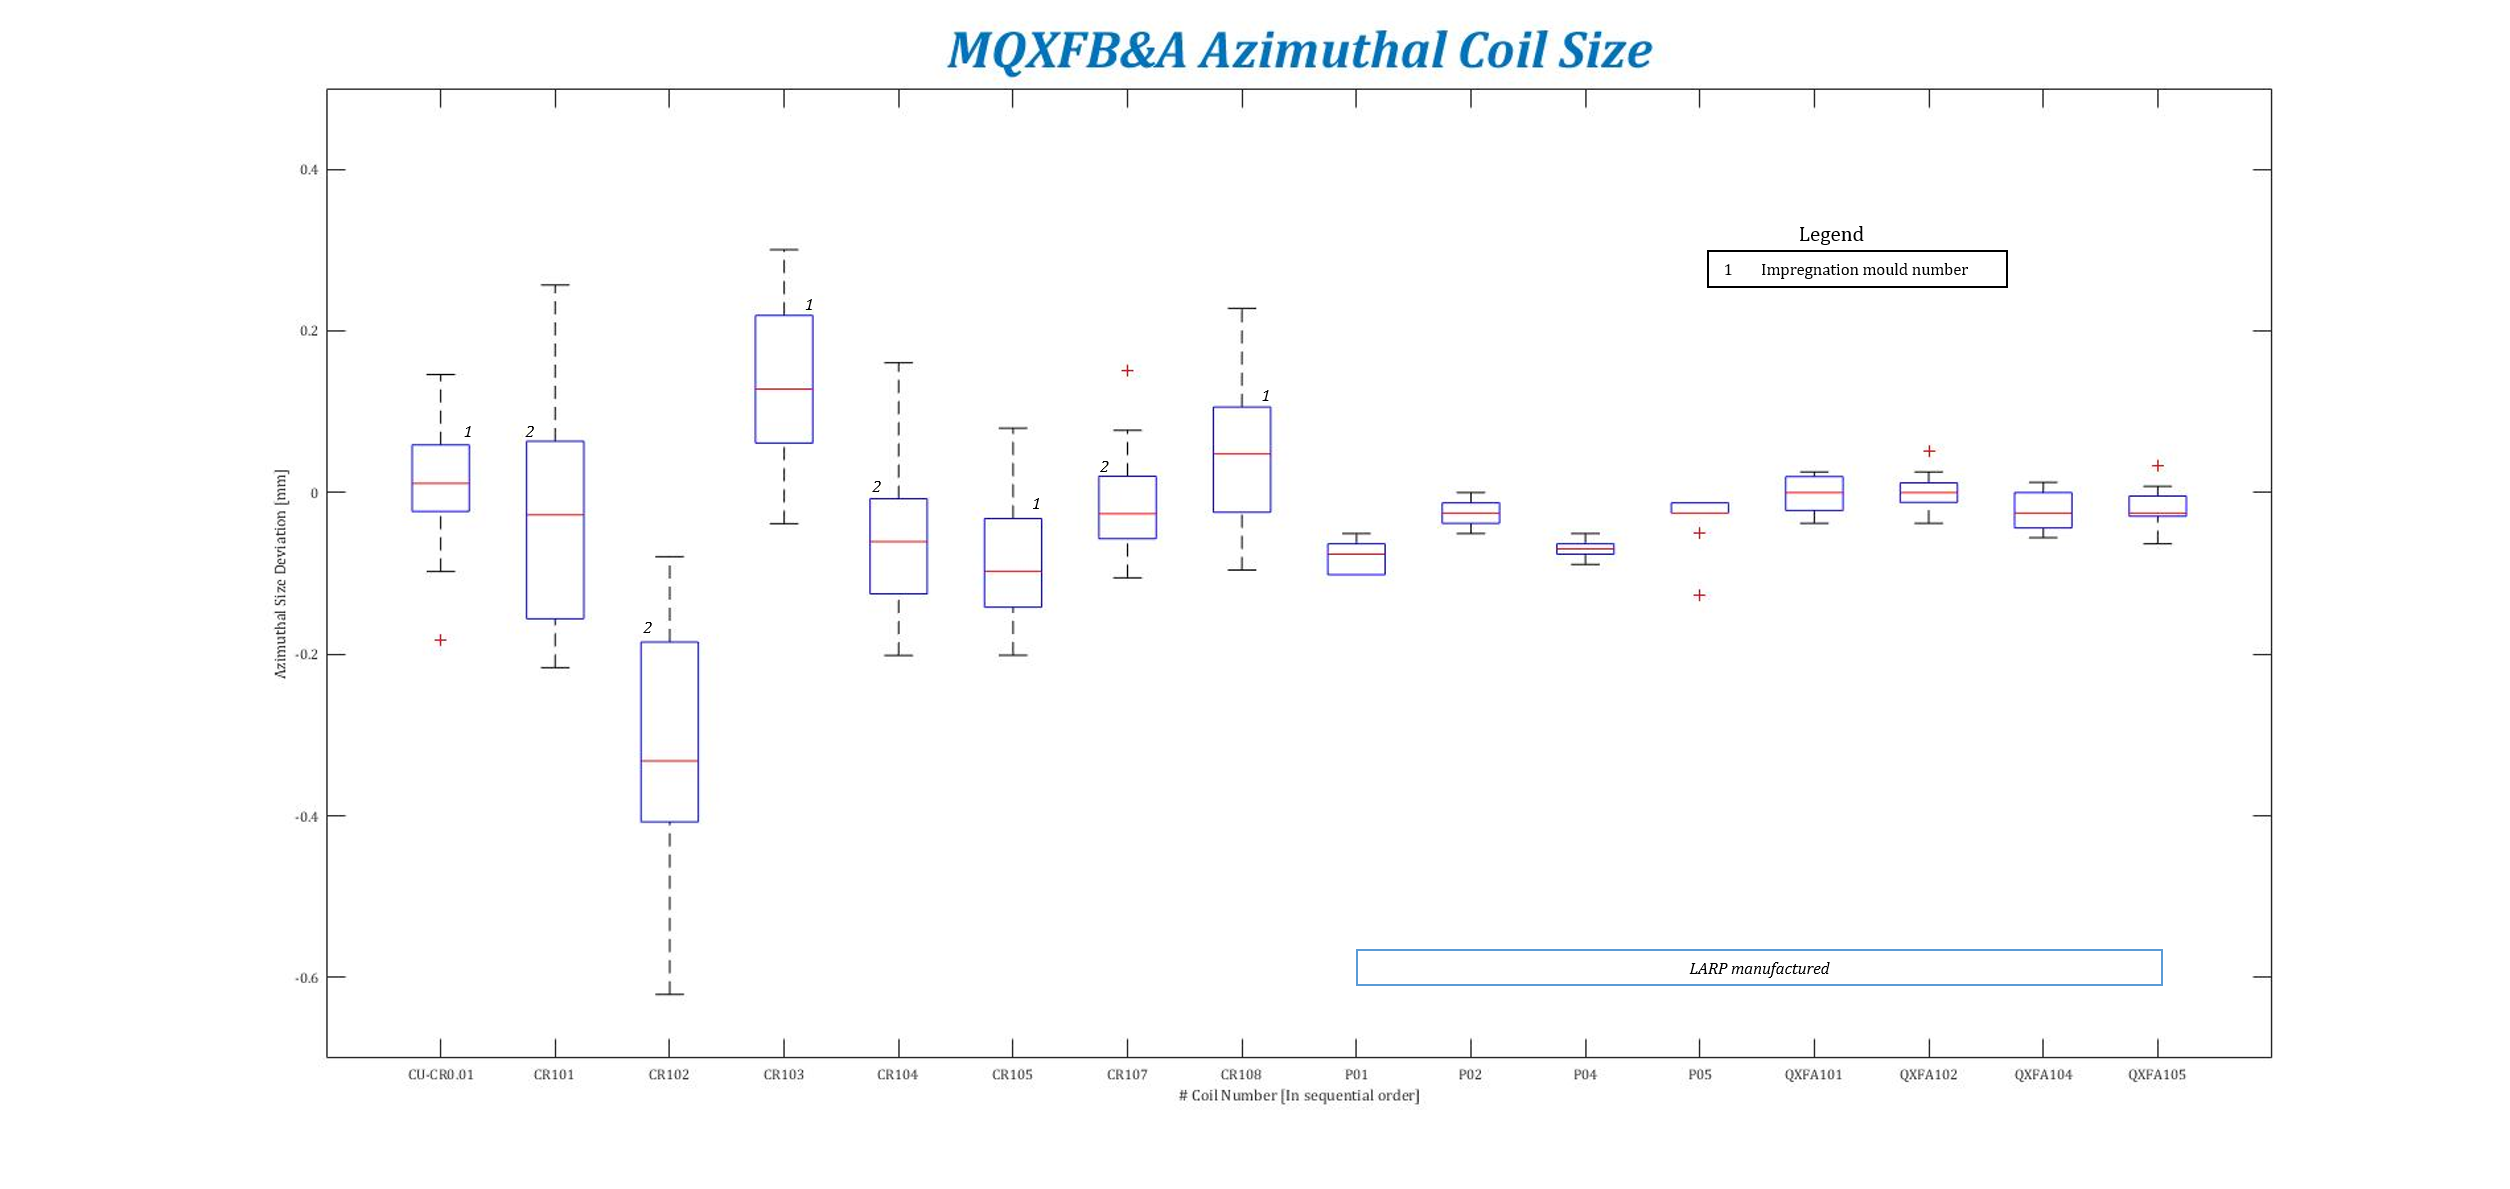 MQXFB&A Azimuthal Coil Size
0.4
0.2
0
-0.2
-0.4
-0.6
Azimuthal Size Deviation [mm]
Legend
1 Impregnation mould number
1
2
2
1
2
1
2
1
LARP manufactured
CU-CR0.01 CR101 CR102 CR103 CR104 CR105 CR107 CR108 P01 P02 P04 P05 QXFA101 QXFA102 QXFA104 QXFA105
# Coil Number [In sequential order]